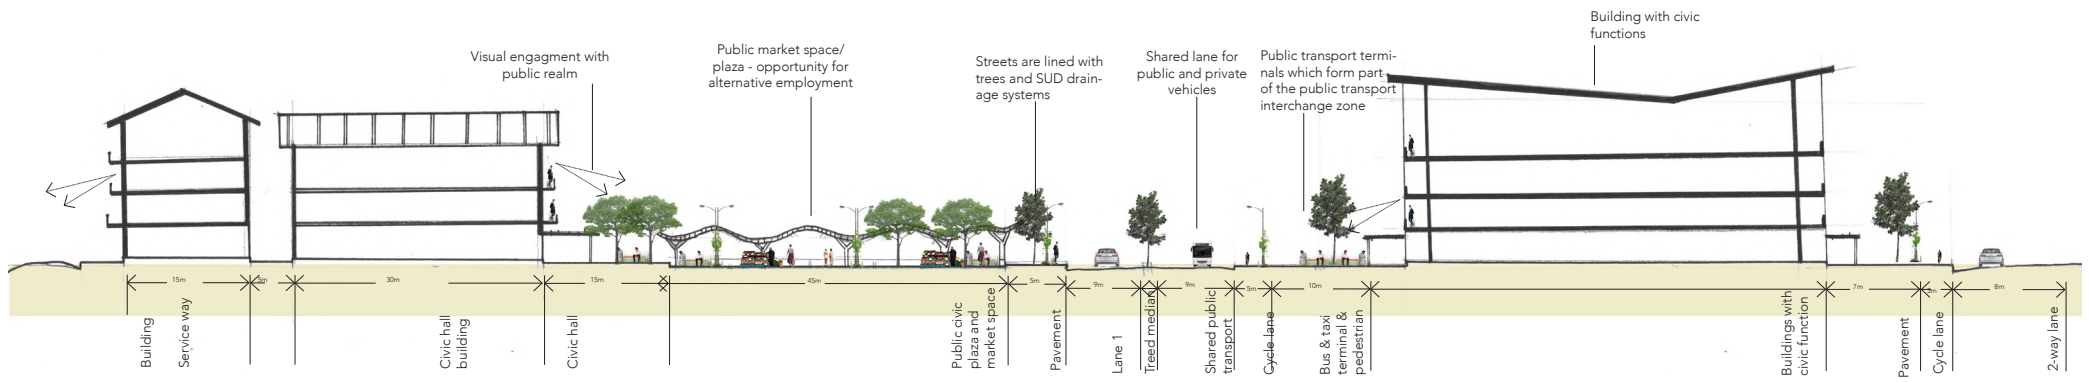 Building with civic
functions
Visual engagment with
public realm
Public market space/
plaza - opportunity for
alternative employment
Streets are lined with
trees and SUD drain-
age systems
Shared lane for
public and private
vehicles
Public transport termi-
nals which form part
of the public transport
interchange zone
15m
5m
30m
15m
45m
5m
9m
9m
5m
10m
7m
3m
8m
Building
Service way
Civic hall
building
Civic hall
Public civic
plaza and
market space
Pavement
Lane 1
Treed median
Shared public
transport
Cycle lane
Bus & taxi
terminal &
pedestrian
Buildings with
civic function
Pavement
Cycle lane
2-way lane